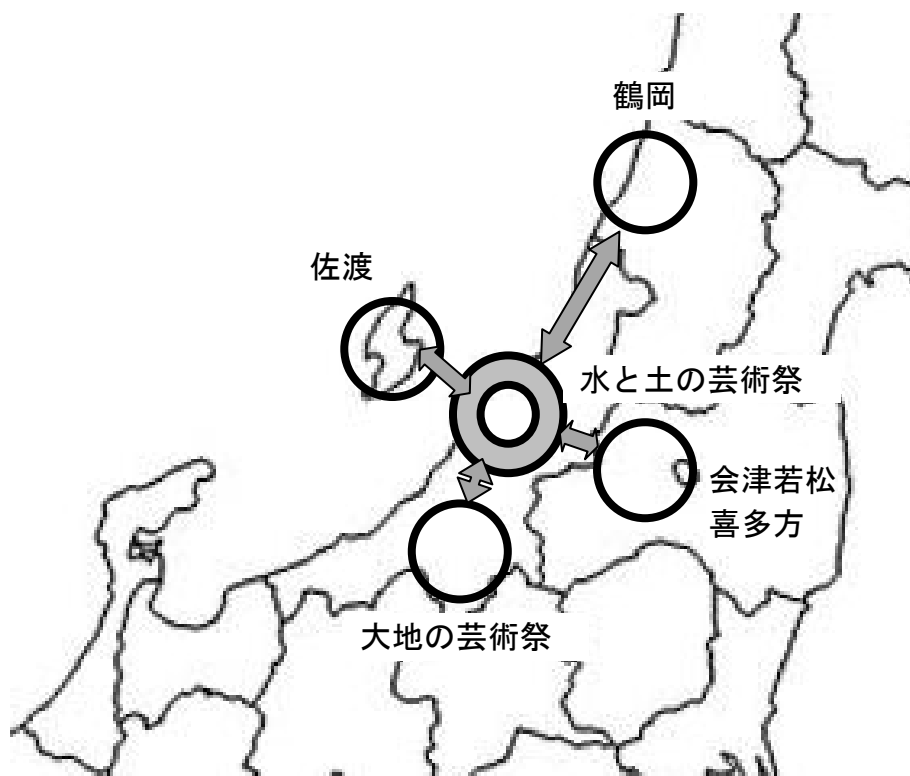 鶴岡
佐渡
水と土の芸術祭
会津若松
喜多方
大地の芸術祭